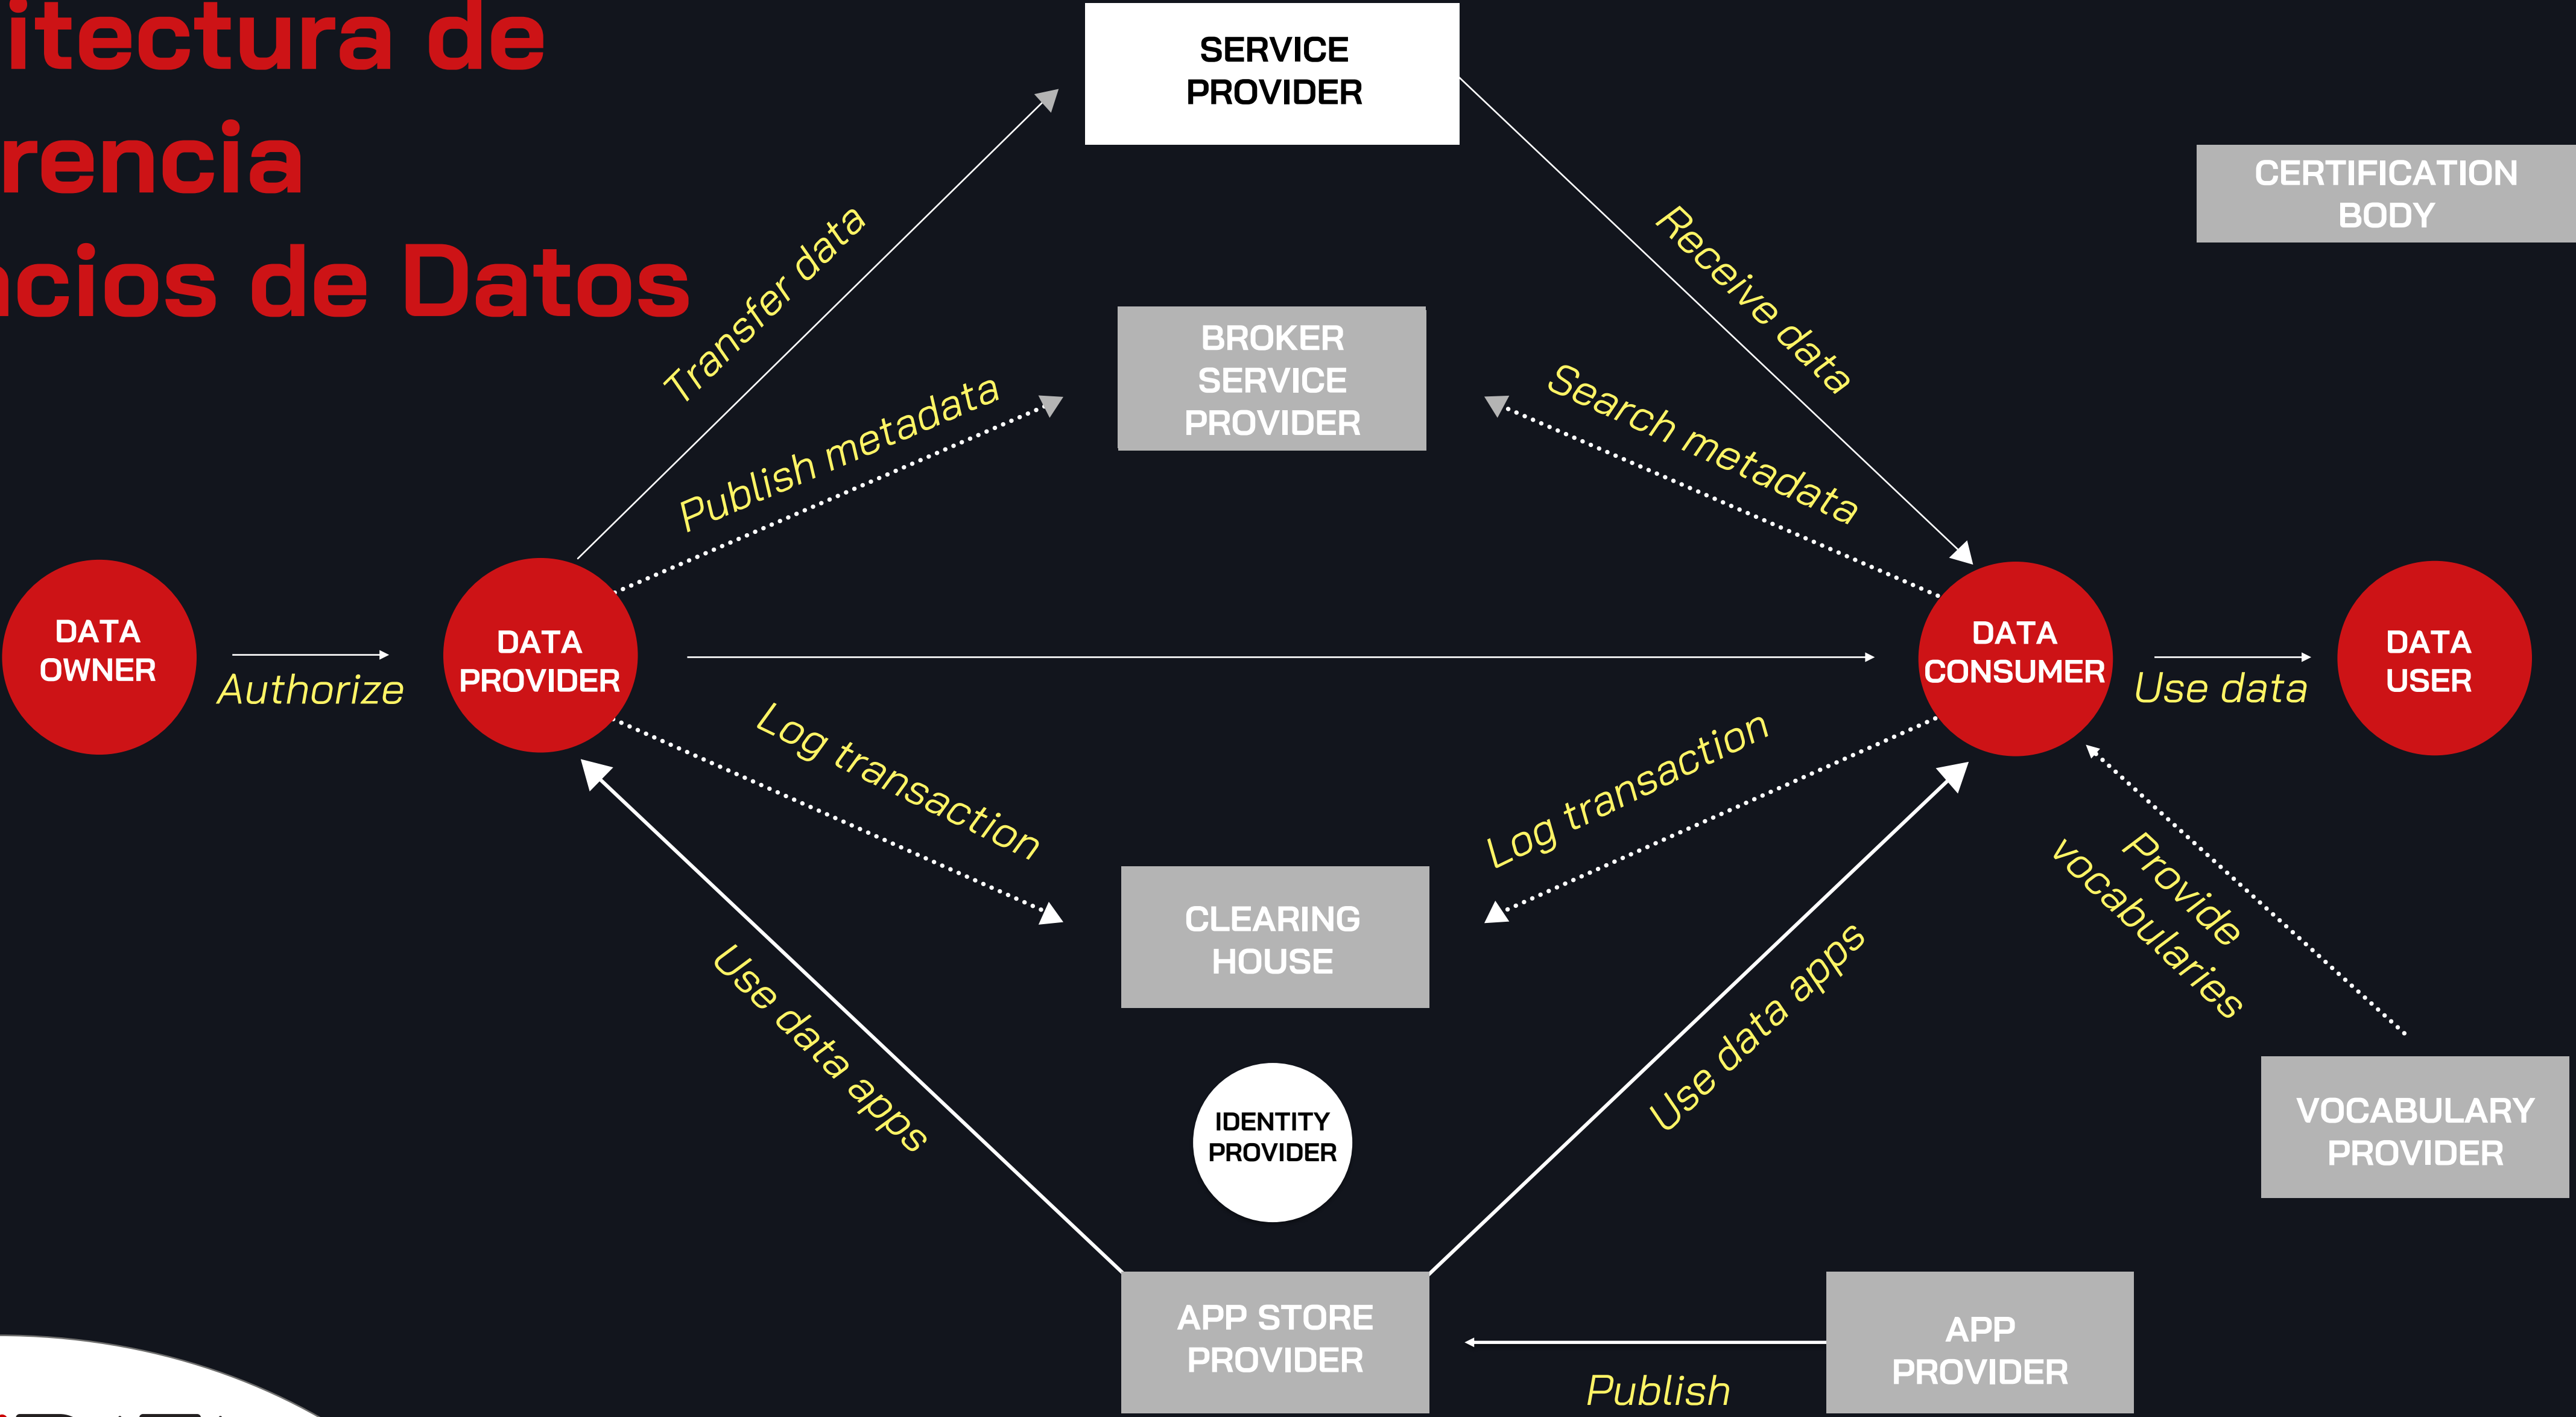 itectura de
rencia
cios de Datos
SERVICE
PROVIDER
CERTIFICATION
BODY
Transfer data
Receive data
BROKER
SERVICE
PROVIDER
Publish metadata
Search metadata
DATA
OWNER
Authorize
DATA
PROVIDER
DATA
CONSUMER
Use data
DATA
USER
Log transaction
Log transaction
CLEARING
HOUSE
Provide
vocabularies
Use data apps
Use data apps
IDENTITY
PROVIDER
VOCABULARY
PROVIDER
APP STORE
PROVIDER
Publish
APP
PROVIDER